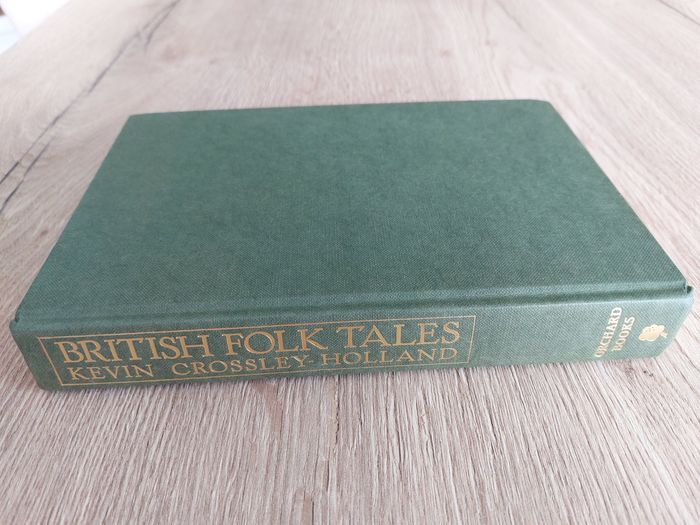 BRITISH FOLK TALES
KEVIN CROSSLEY-HOLLAND
ORCHARD
BOOKS